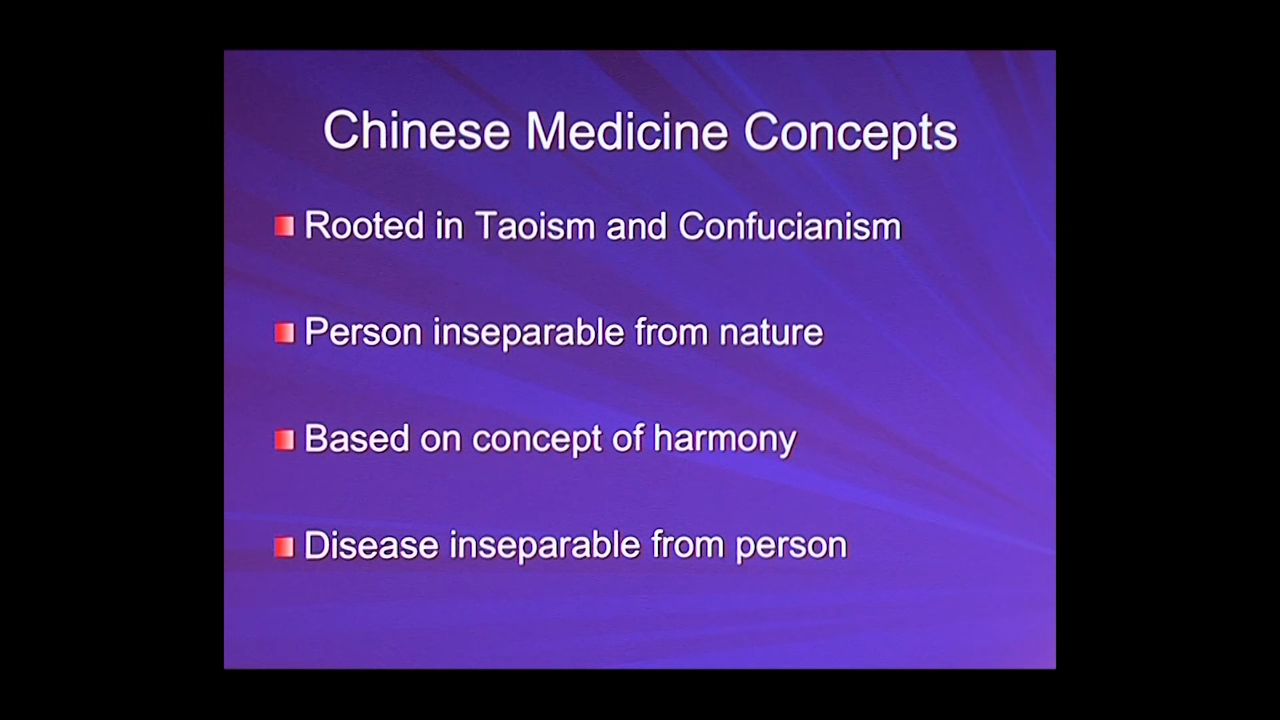 Chinese Medicine Concepts
Rooted in Taoism and Confucianism
Person inseparable from nature
Based on concept of harmony
Disease inseparable from person